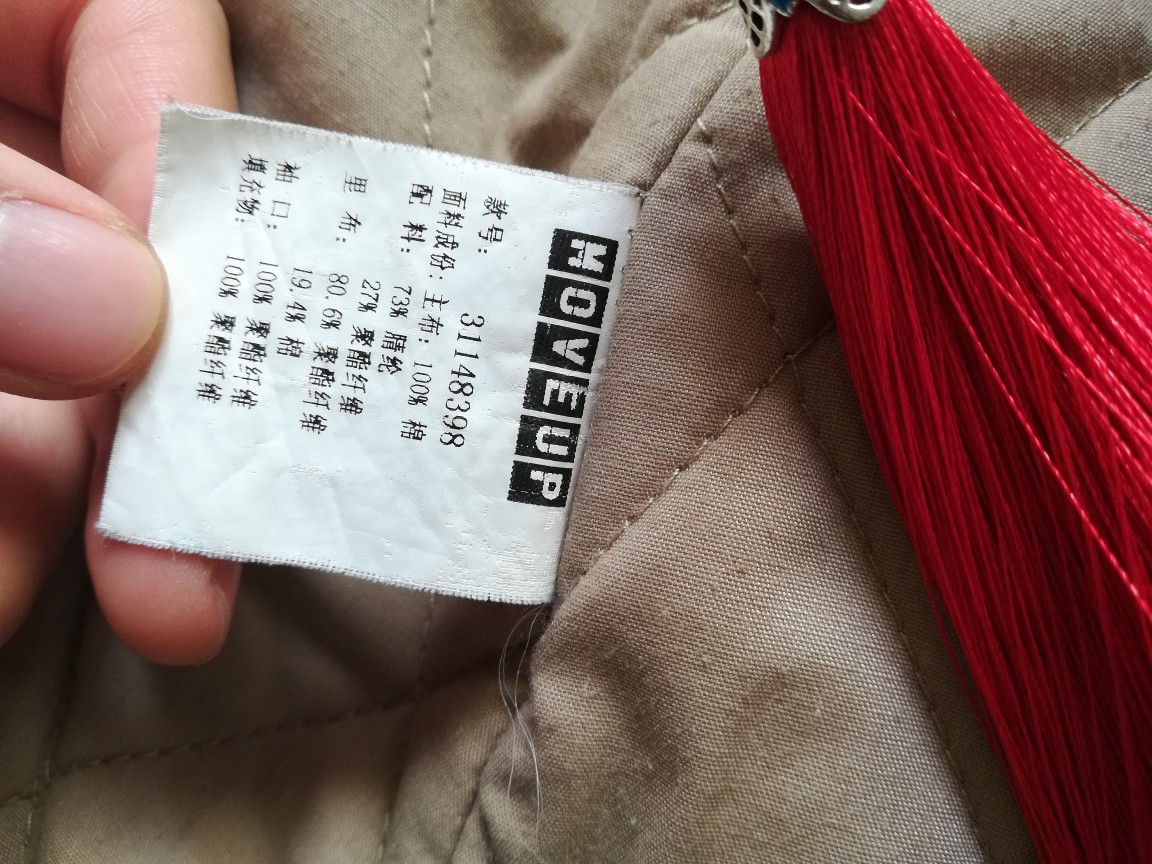 MOVEUP
款号: 31148398
面料成份: 主布: 100% 棉
配 料: 73% 腈纶
27% 聚酯纤维
里 布: 80.6% 聚酯纤维
19.4% 棉
袖 口: 100% 聚酯纤维
填充物: 100% 聚酯纤维